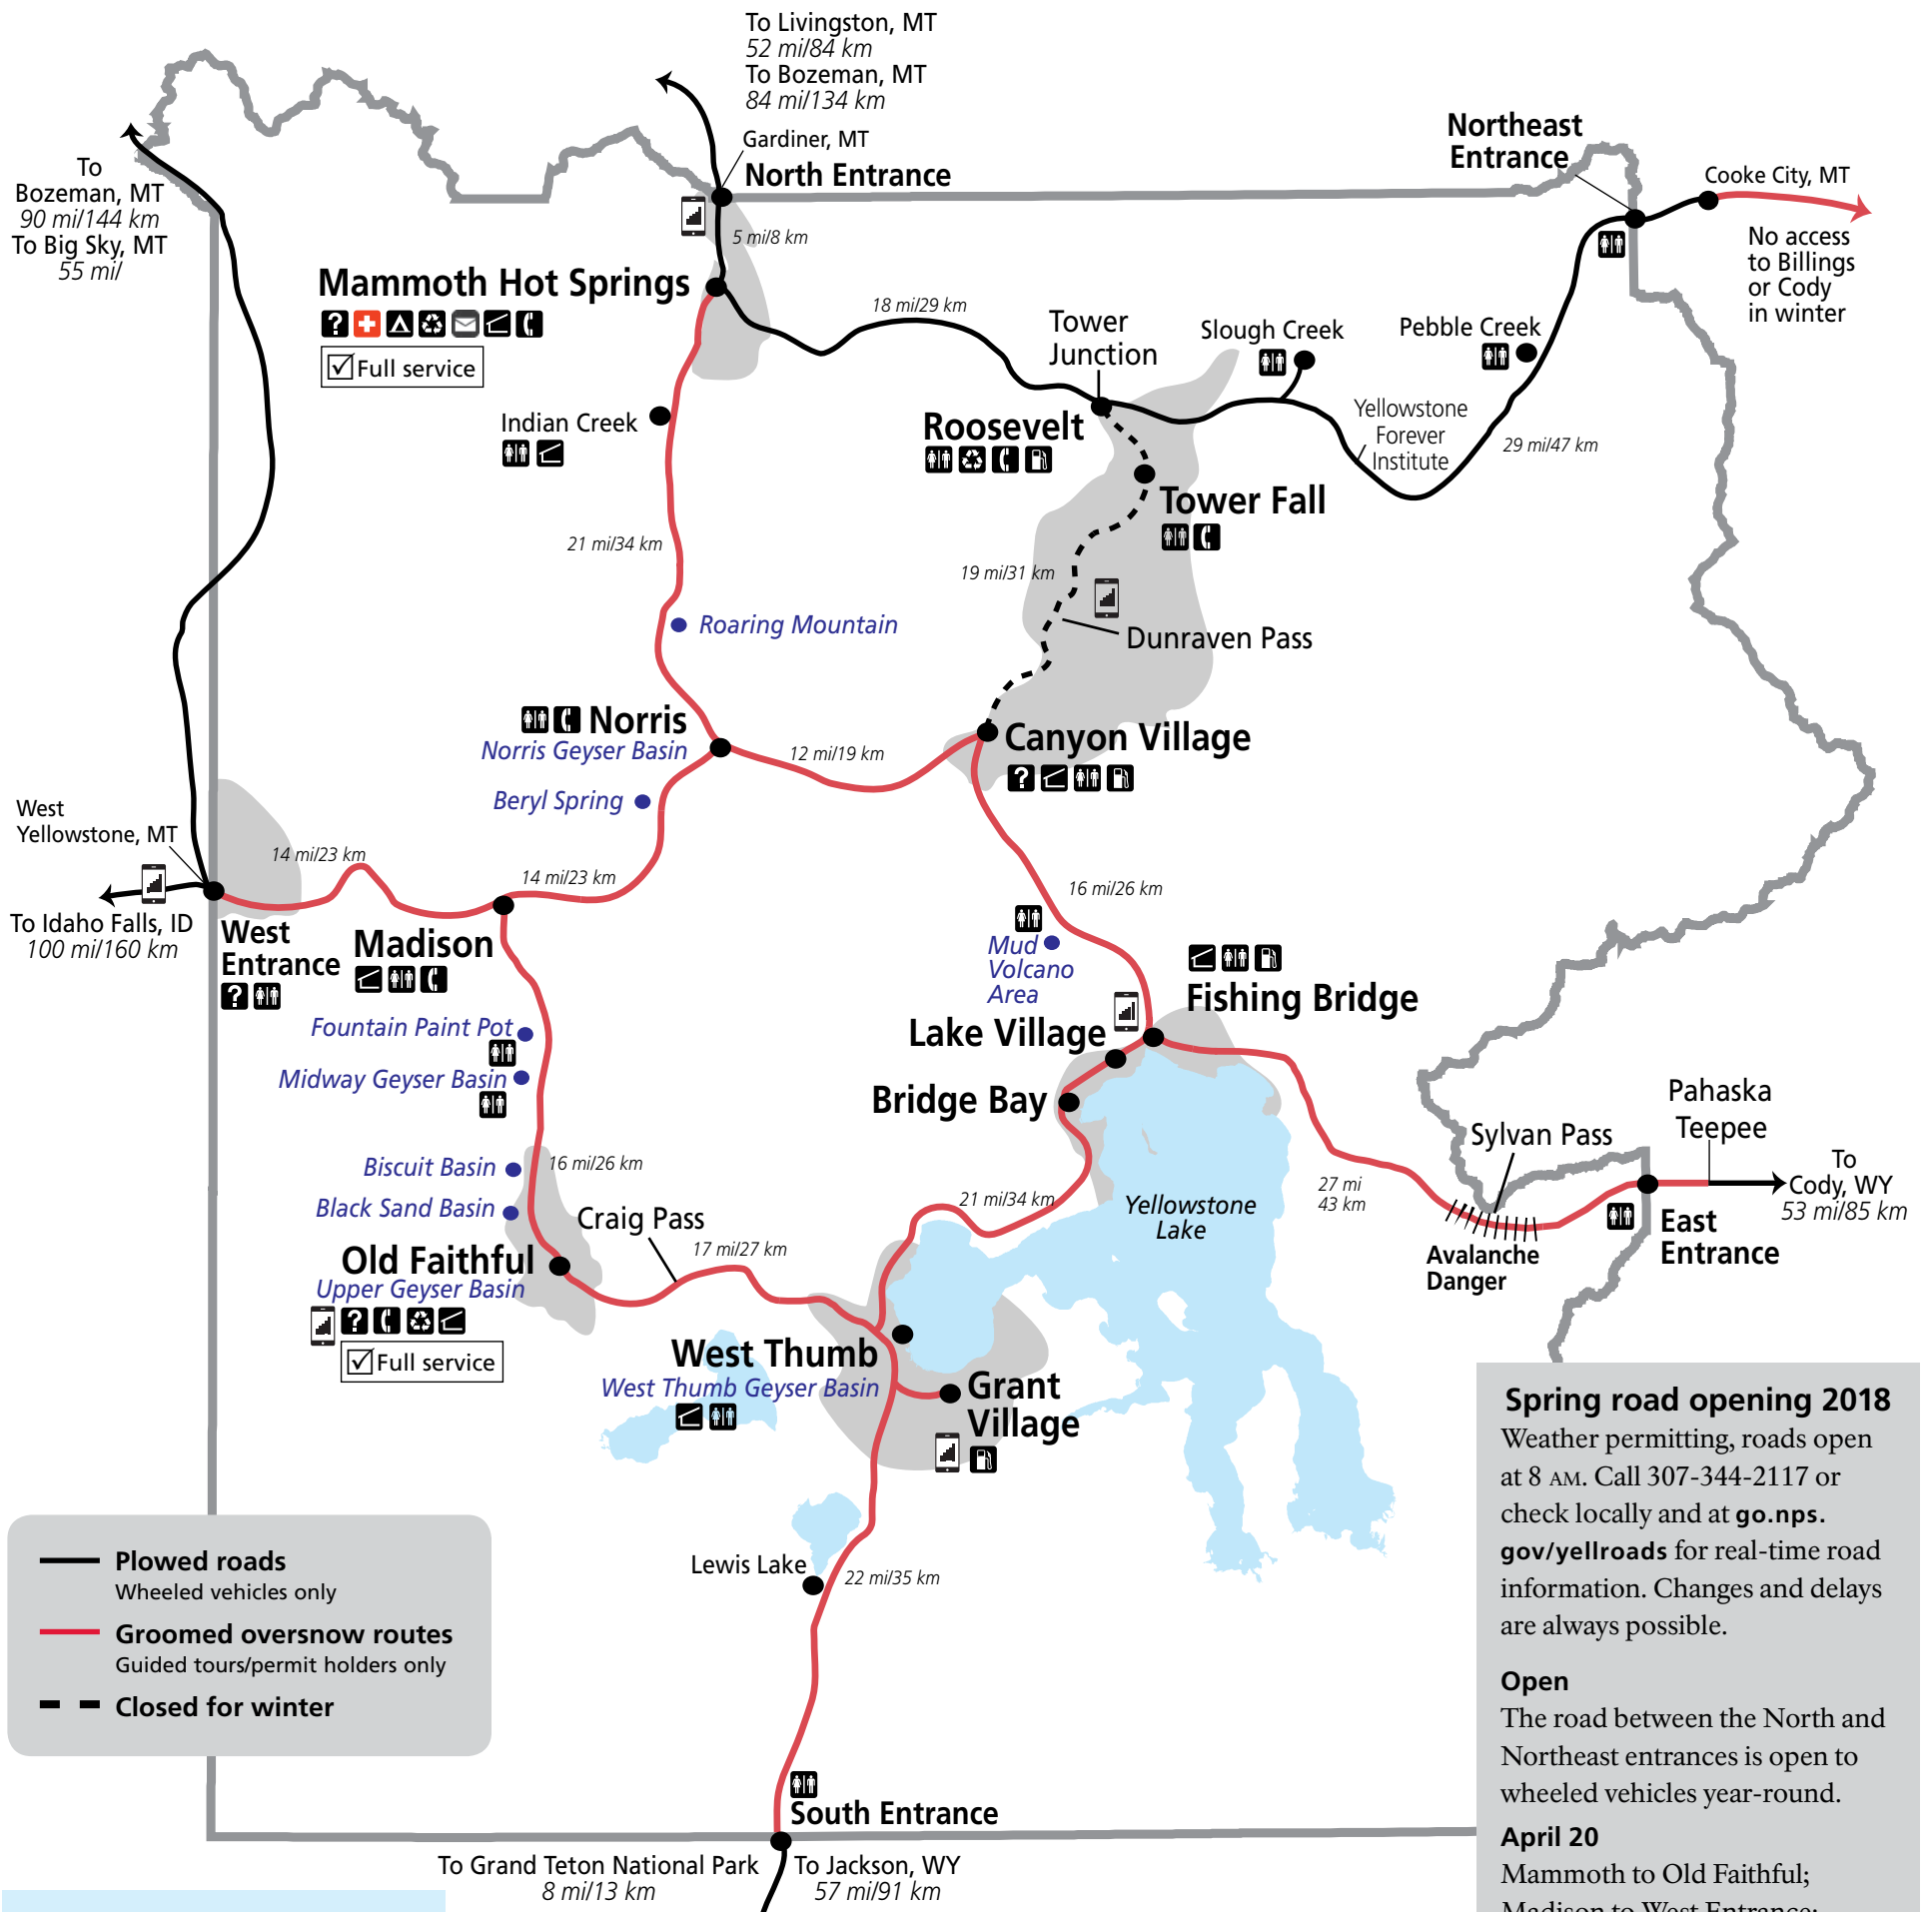 To Livingston, MT
52 mi/84 km
To Bozeman, MT
84 mi/134 km
Gardiner, MT
North Entrance
Northeast
Entrance
Cooke City, MT
No access
to Billings
or Cody
in winter
To
Bozeman, MT
90 mi/144 km
To Big Sky, MT
55 mi/
5 mi/8 km
Mammoth Hot Springs
?
Full service
18 mi/29 km
Tower
Junction
Slough Creek
Pebble Creek
Indian Creek
Roosevelt
Yellowstone
Forever
Institute
29 mi/47 km
Tower Fall
21 mi/34 km
19 mi/31 km
Roaring Mountain
Dunraven Pass
Norris
Norris Geyser Basin
12 mi/19 km
Canyon Village
?
Beryl Spring
West
Yellowstone, MT
14 mi/23 km
14 mi/23 km
16 mi/26 km
To Idaho Falls, ID
100 mi/160 km
West
Entrance
?
Madison
Mud
Volcano
Area
Fishing Bridge
Fountain Paint Pot
Lake Village
Midway Geyser Basin
Bridge Bay
Pahaska
Teepee
Sylvan Pass
Biscuit Basin
16 mi/26 km
To
Cody, WY
53 mi/85 km
27 mi
43 km
Black Sand Basin
Craig Pass
21 mi/34 km
Yellowstone
Lake
East
Entrance
Avalanche
Danger
17 mi/27 km
Old Faithful
Upper Geyser Basin
?
Full service
West Thumb
West Thumb Geyser Basin
Grant
Village
Lewis Lake
22 mi/35 km
Plowed roads
Wheeled vehicles only
Groomed oversnow routes
Guided tours/permit holders only
Closed for winter
South Entrance
To Grand Teton National Park
8 mi/13 km
To Jackson, WY
57 mi/91 km
Spring road opening 2018
Weather permitting, roads open
at 8 AM. Call 307-344-2117 or
check locally and at go.nps.
gov/yellroads for real-time road
information. Changes and delays
are always possible.
Open
The road between the North and
Northeast entrances is open to
wheeled vehicles year-round.
April 20
Mammoth to Old Faithful;
Madison to West Entrance;